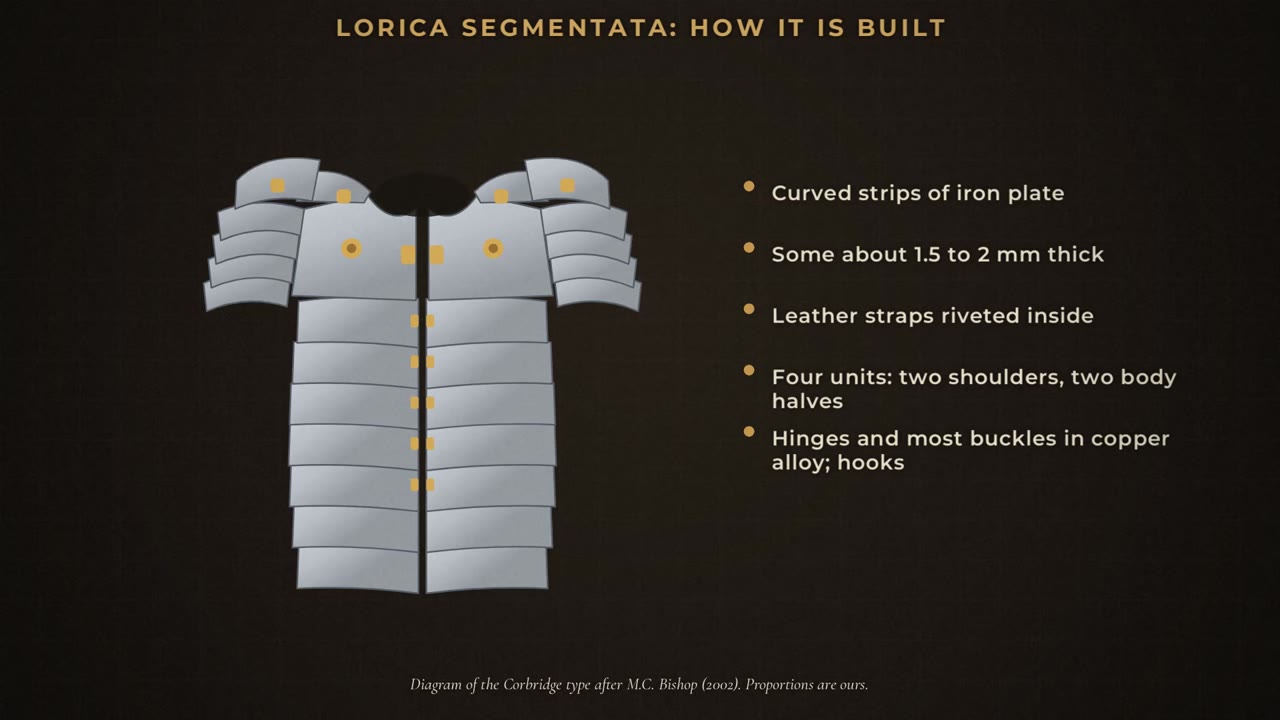 LORICA SEGMENTATA: HOW IT IS BUILT
Curved strips of iron plate
Some about 1.5 to 2 mm thick
Leather straps riveted inside
Four units: two shoulders, two body
halves
Hinges and most buckles in copper
alloy; hooks
Diagram of the Corbridge type after M.C. Bishop (2002). Proportions are ours.